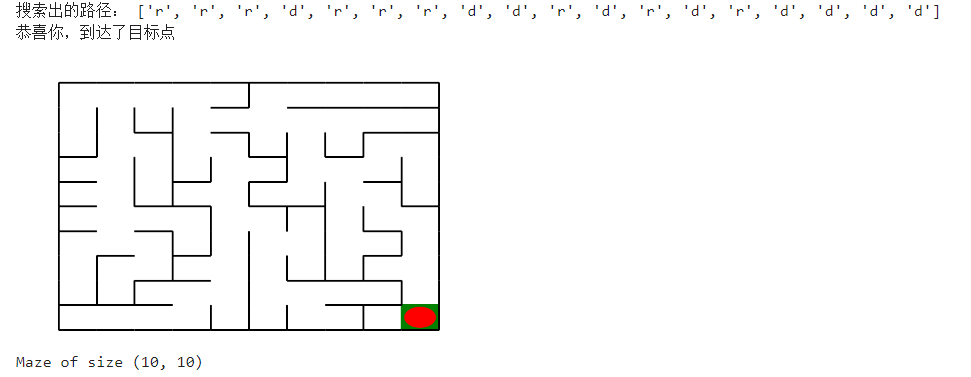 搜索出的路径： ['r', 'r', 'r', 'd', 'r', 'r', 'r', 'd', 'd', 'r', 'd', 'r', 'd', 'r', 'd', 'd', 'd', 'd']
恭喜你，到达了目标点
Maze of size (10, 10)